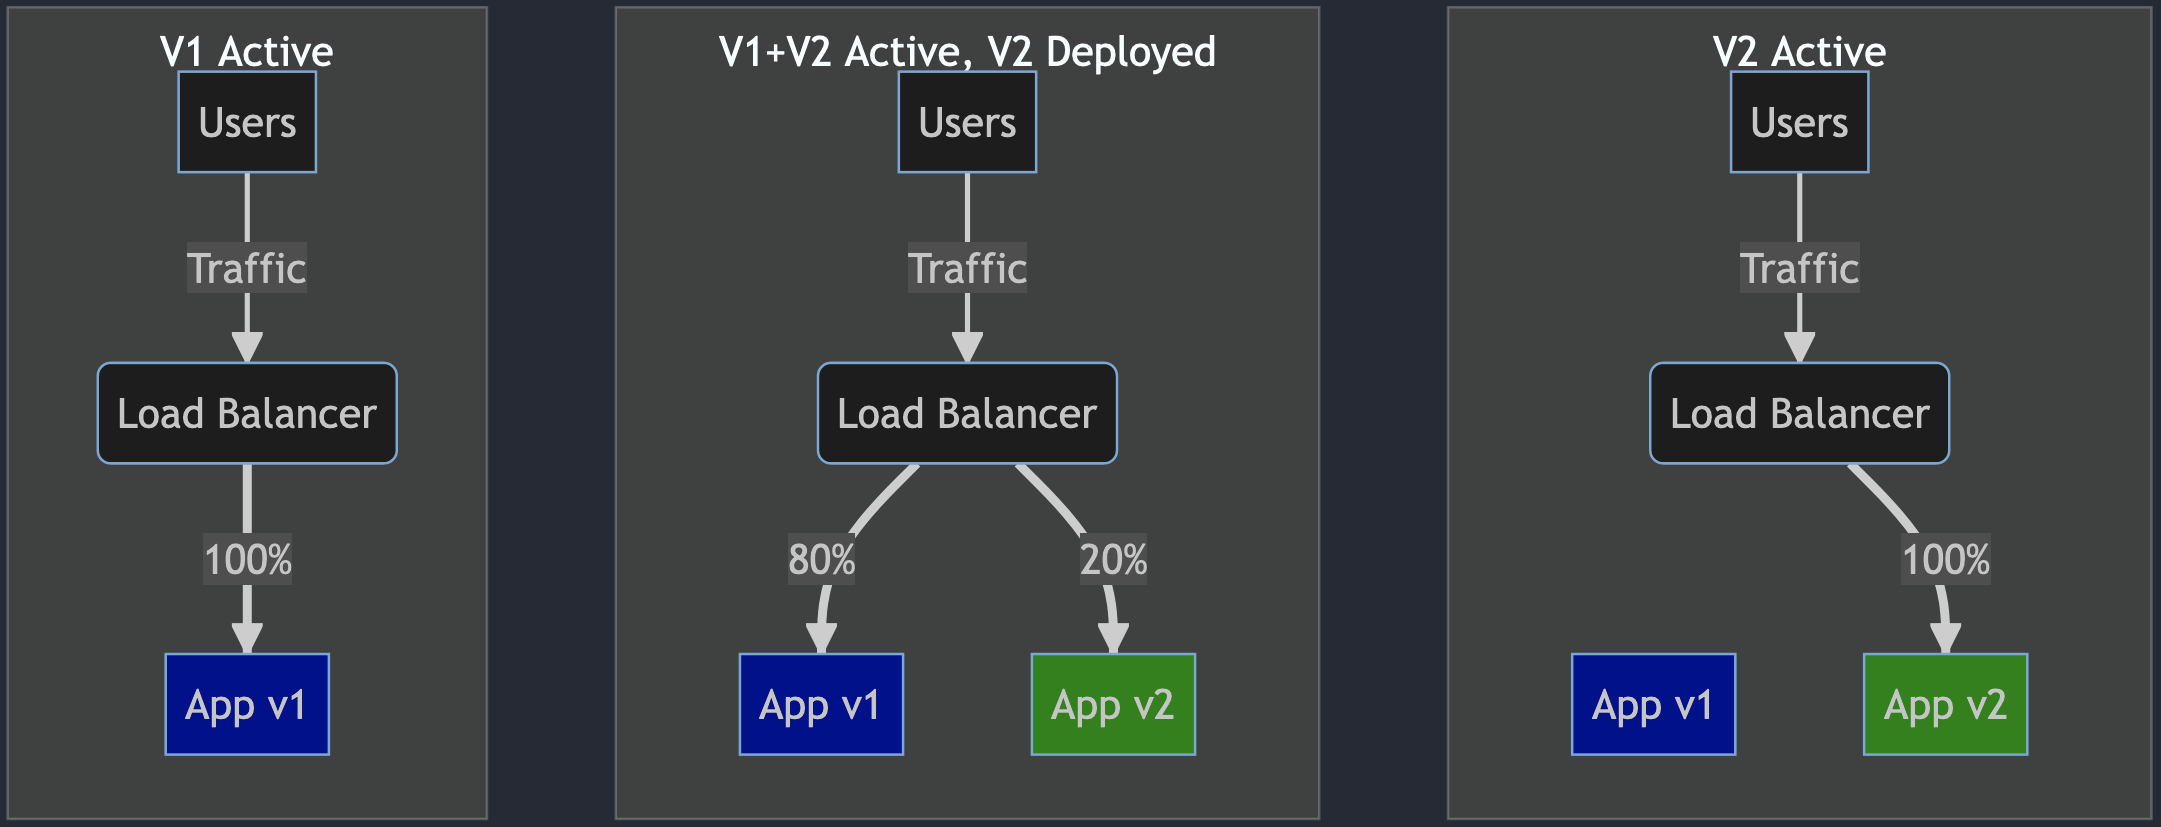 V1 Active
Users
Traffic
Load Balancer
100%
App v1
V1+V2 Active, V2 Deployed
Users
Traffic
Load Balancer
80%
20%
App v1
App v2
V2 Active
Users
Traffic
Load Balancer
100%
App v1
App v2